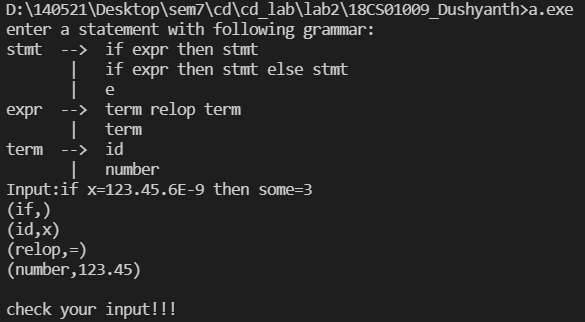 D:\140521\Desktop\sem7\cd\cd_lab\lab2\18CS01009_Dushyanth>a.exe
enter a statement with following grammar:
stmt  -->  if expr then stmt
       |   if expr then stmt else stmt
       |   e
expr  -->  term relop term
       |   term
term  -->  id
       |   number
Input:if x=123.45.6E-9 then some=3
(if,)
(id,x)
(relop,=)
(number,123.45)
check your input!!!